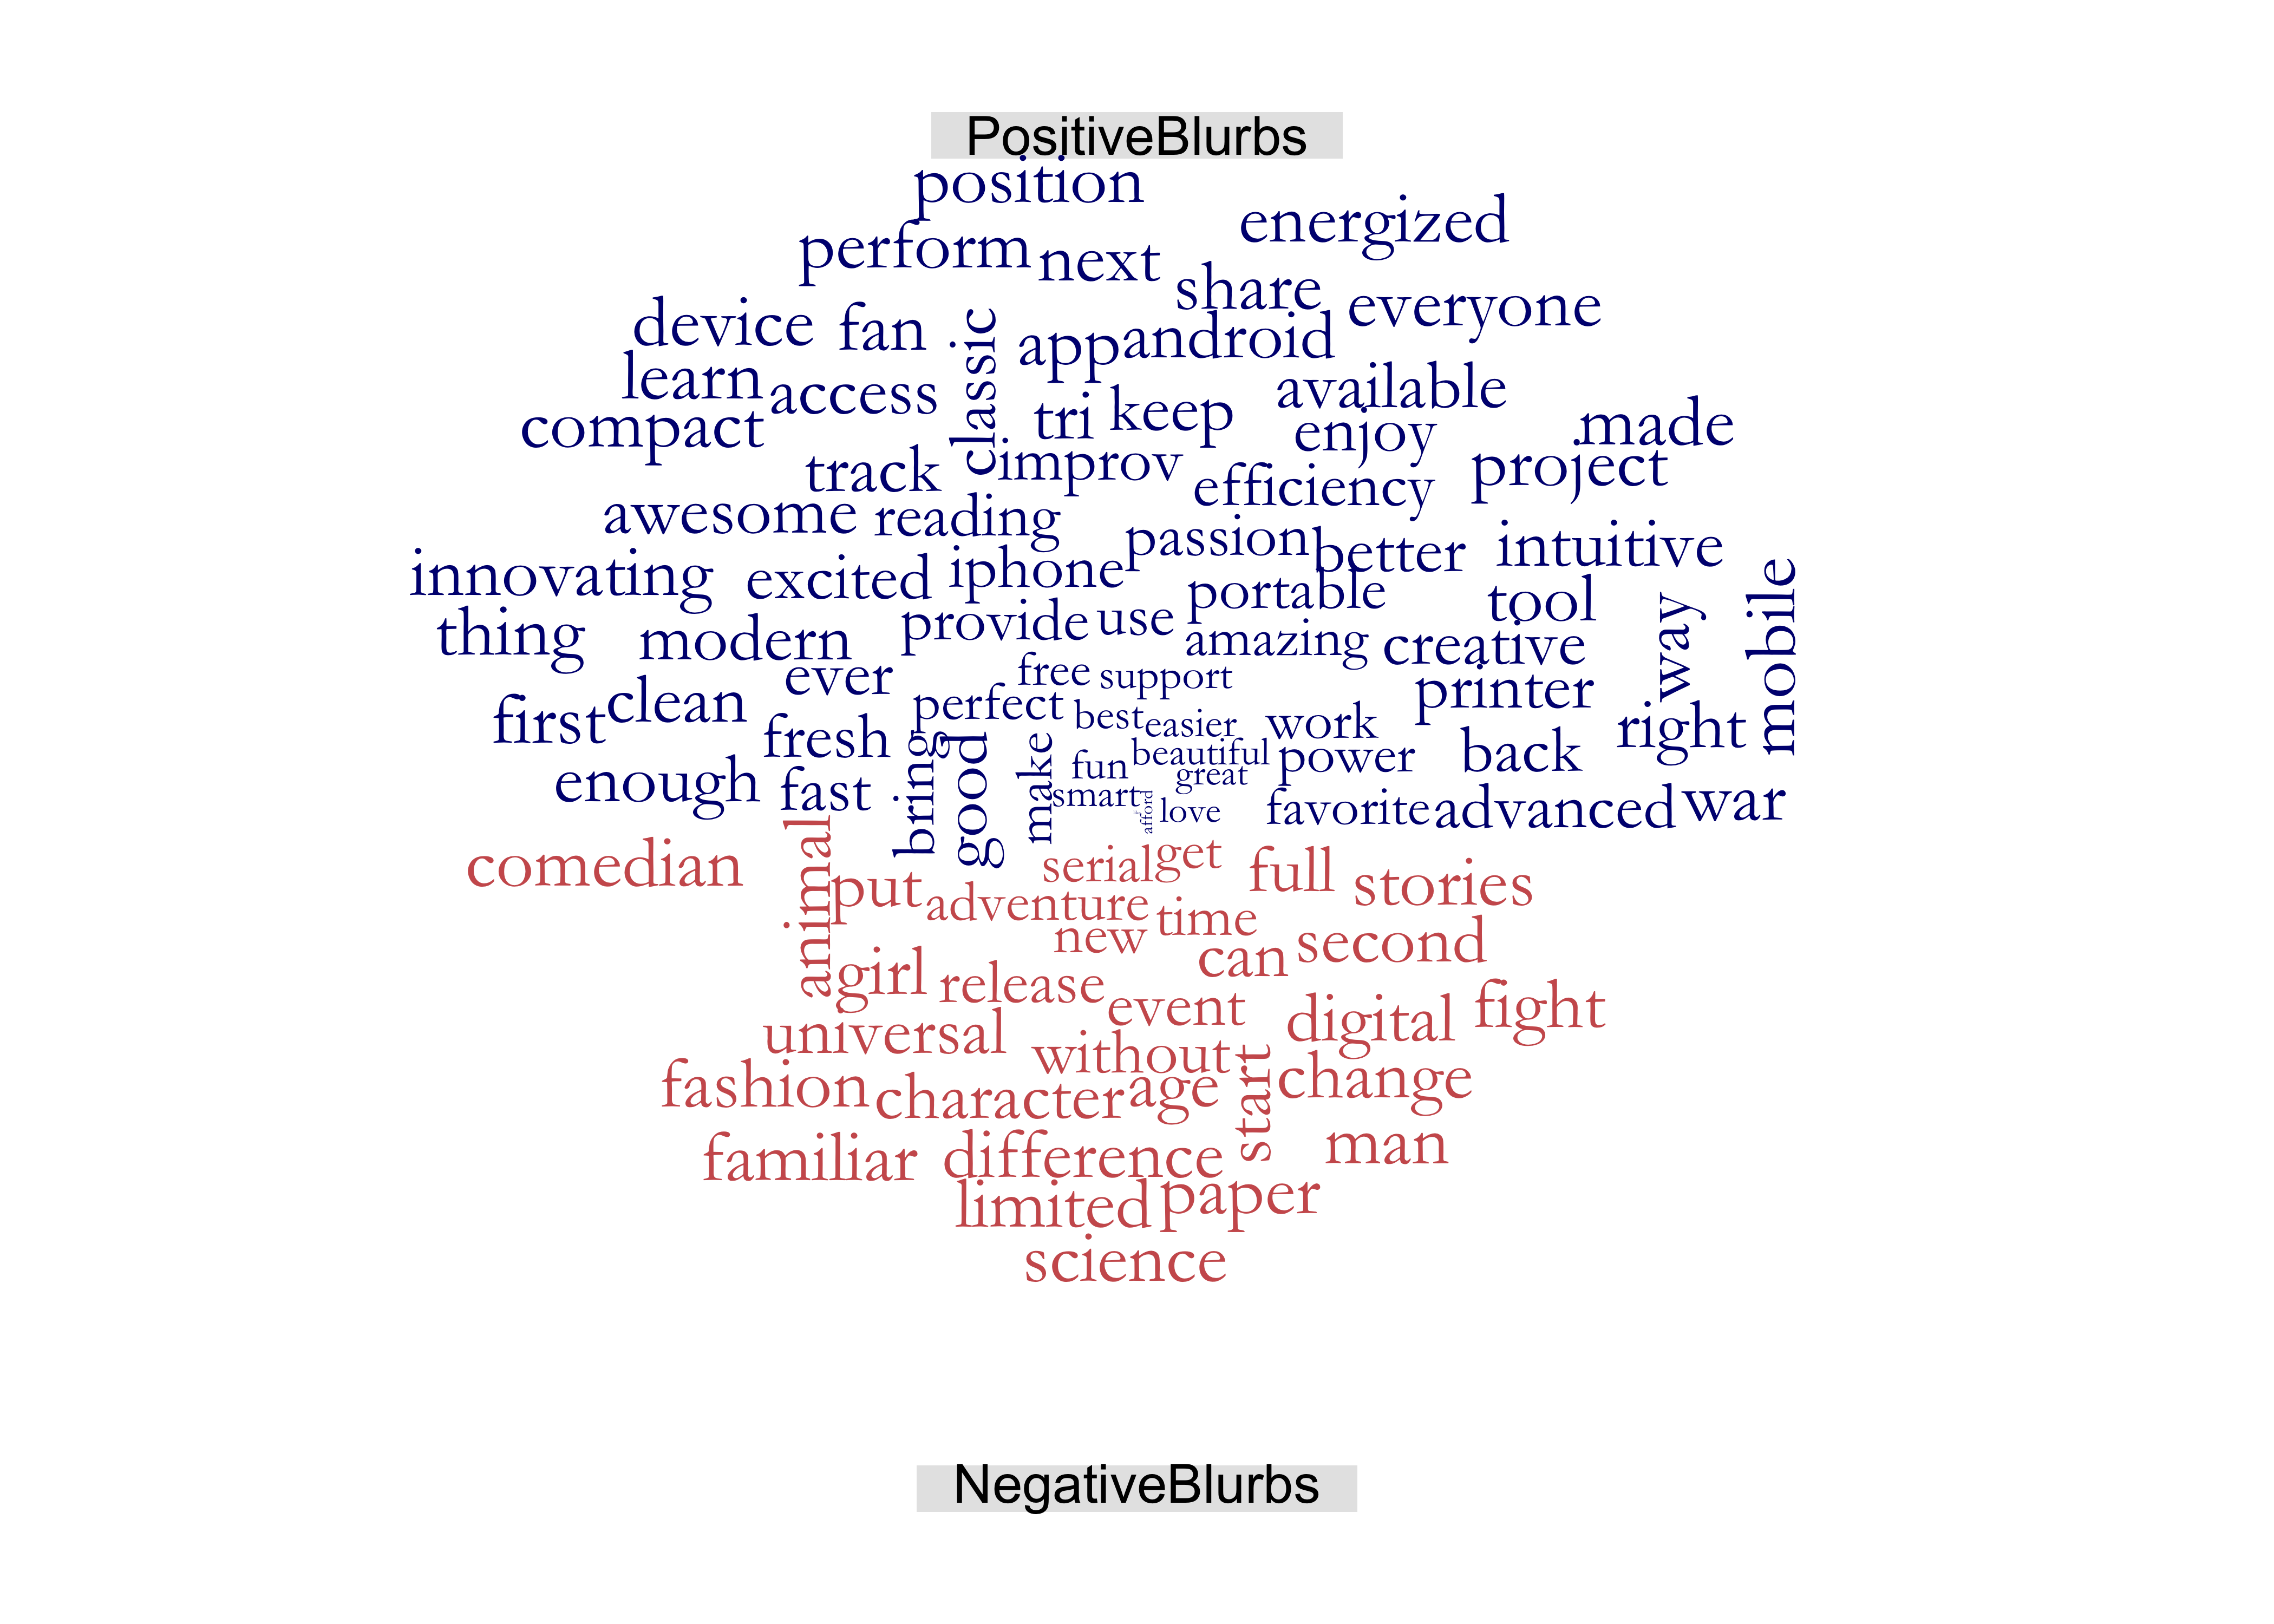 PositiveBlurbs
position
energized
perform next
share everyone
device fan classic app android
learn access available
compact tri keep enjoy made
track improv efficiency project
awesome reading passion better intuitive
innovating excited iphone portable tool way mobile
thing modern provide use amazing creative
ever free support
first clean perfect best easier work printer right
fresh bring good make fun beautiful power back
great
enough fast smart afford love favorite advanced war
comedian animal put serial get full stories
adventure time
new can second
girl release event digital fight
universal without start change
fashion character age
familiar difference man
limited paper
science
NegativeBlurbs